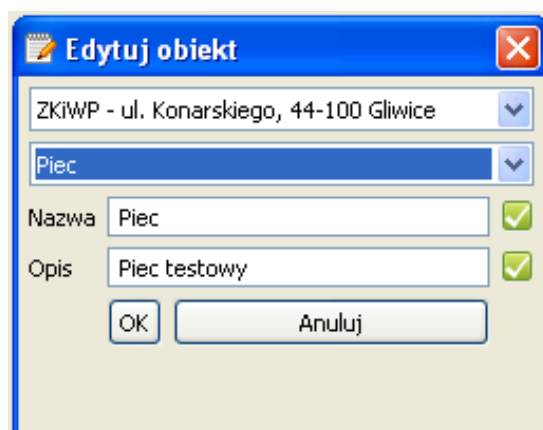 Edytuj obiekt
ZKiWP - ul. Konarskiego, 44-100 Gliwice
Piec
Nazwa Piec
Opis Piec testowy
OK Anuluj